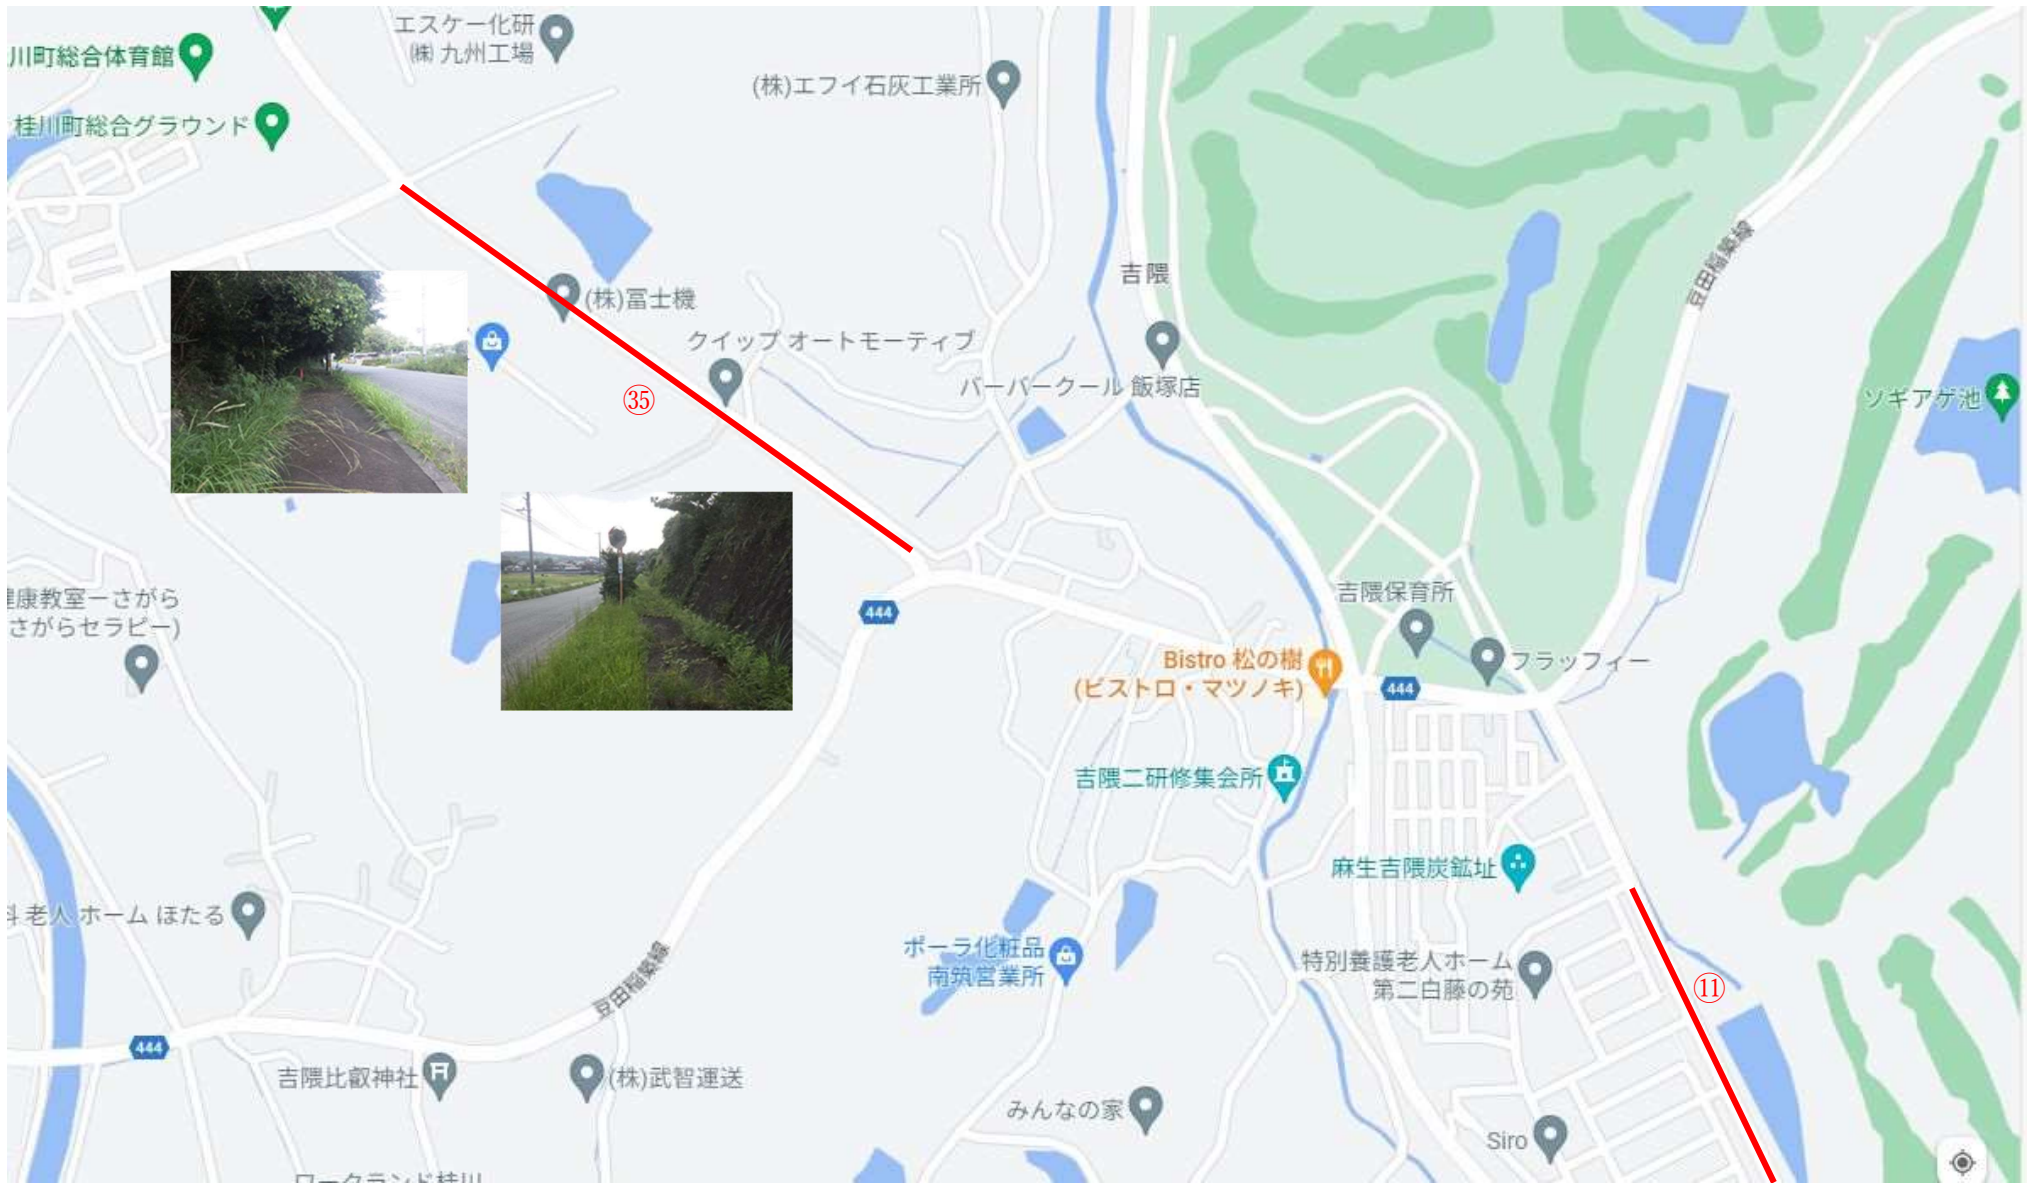 エスケー化研
㈱ 九州工場
川町総合体育館
(株)エフイ石灰工業所
桂川町総合グラウンド
吉隈
豆田稲築線
(株)冨士機
クイップ オートモーティブ
バーバークール 飯塚店
㉟
ソギアゲ池
康教室ーさがら
さがらセラピー)
444
吉隈保育所
Bistro 松の樹
(ビストロ・マツノキ)
444
フラッフィー
吉隈二研修集会所
麻生吉隈炭鉱址
老人 ホーム ほたる
ポーラ化粧品
南筑営業所
特別養護老人ホーム
第二白藤の苑
⑪
豆田稲築線
444
吉隈比叡神社
(株)武智運送
みんなの家
Siro
ワークランド桂川